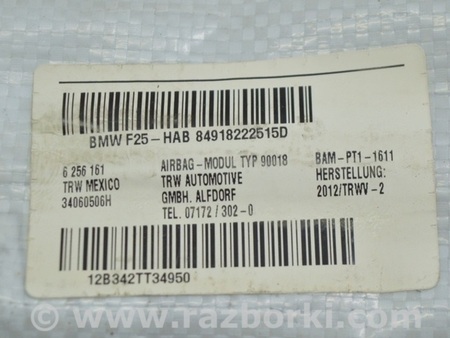 BMW F25-HAB 84918222515D
6 256 161 AIRBAG-MODUL TYP 90018 BAM-PT1-1611
TRW MEXICO TRW AUTOMOTIVE HERSTELLUNG:
34060506H GMBH. ALFDORF 2012/TRWV-2
TEL. 07172/302-0
12B342TT34950
www.razborki.com